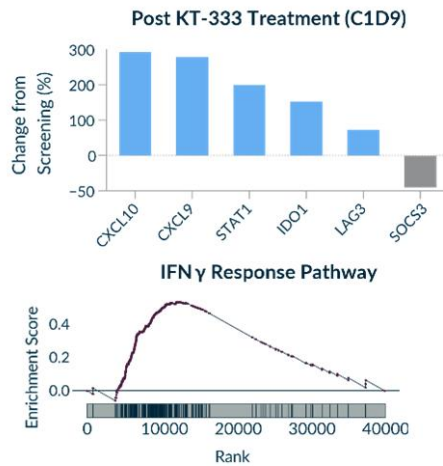 Post KT-333 Treatment (C1D9)
Change from
Screening (%)
300
200
100
0
−50
CXCL10
CXCL9
STAT1
IDO1
LAG3
SOCS3
IFN γ Response Pathway
Enrichment Score
0.4
0.2
0.0
0 10000 20000 30000 40000
Rank